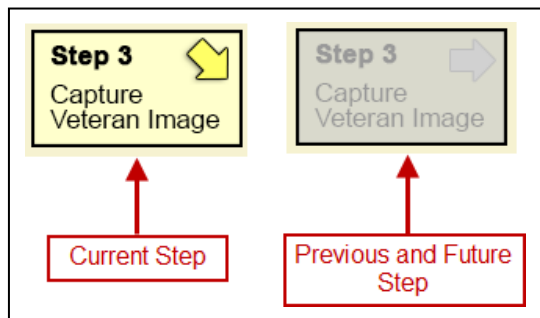 Step 3
Capture
Veteran Image
Step 3
Capture
Veteran Image
Current Step
Previous and Future
Step